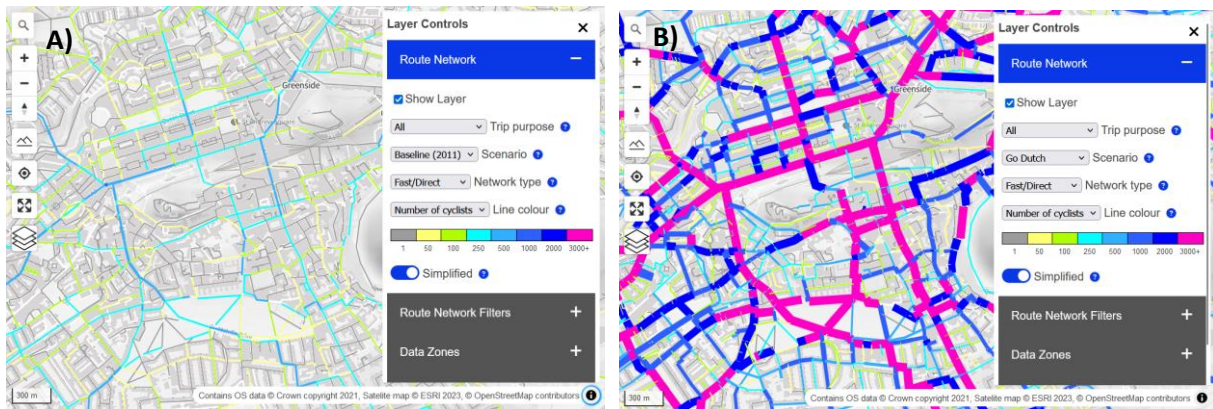 A)
Layer Controls
Route Network
Greenside
Show Layer
All Trip purpose
Baseline (2011) Scenario
Fast/Direct Network type
Number of cyclists Line colour
1 50 100 250 500 1000 2000 3000+
Simplified
Route Network Filters
Data Zones
300 m
Contains OS data © Crown copyright 2021, Satelite map © ESRI 2023, © OpenStreetMap contributors
B)
Layer Controls
Route Network
Greenside
Show Layer
All Trip purpose
Go Dutch Scenario
Fast/Direct Network type
Number of cyclists Line colour
1 50 100 250 500 1000 2000 3000+
Simplified
Route Network Filters
Data Zones
300 m
Contains OS data © Crown copyright 2021, Satelite map © ESRI 2023, © OpenStreetMap contributors